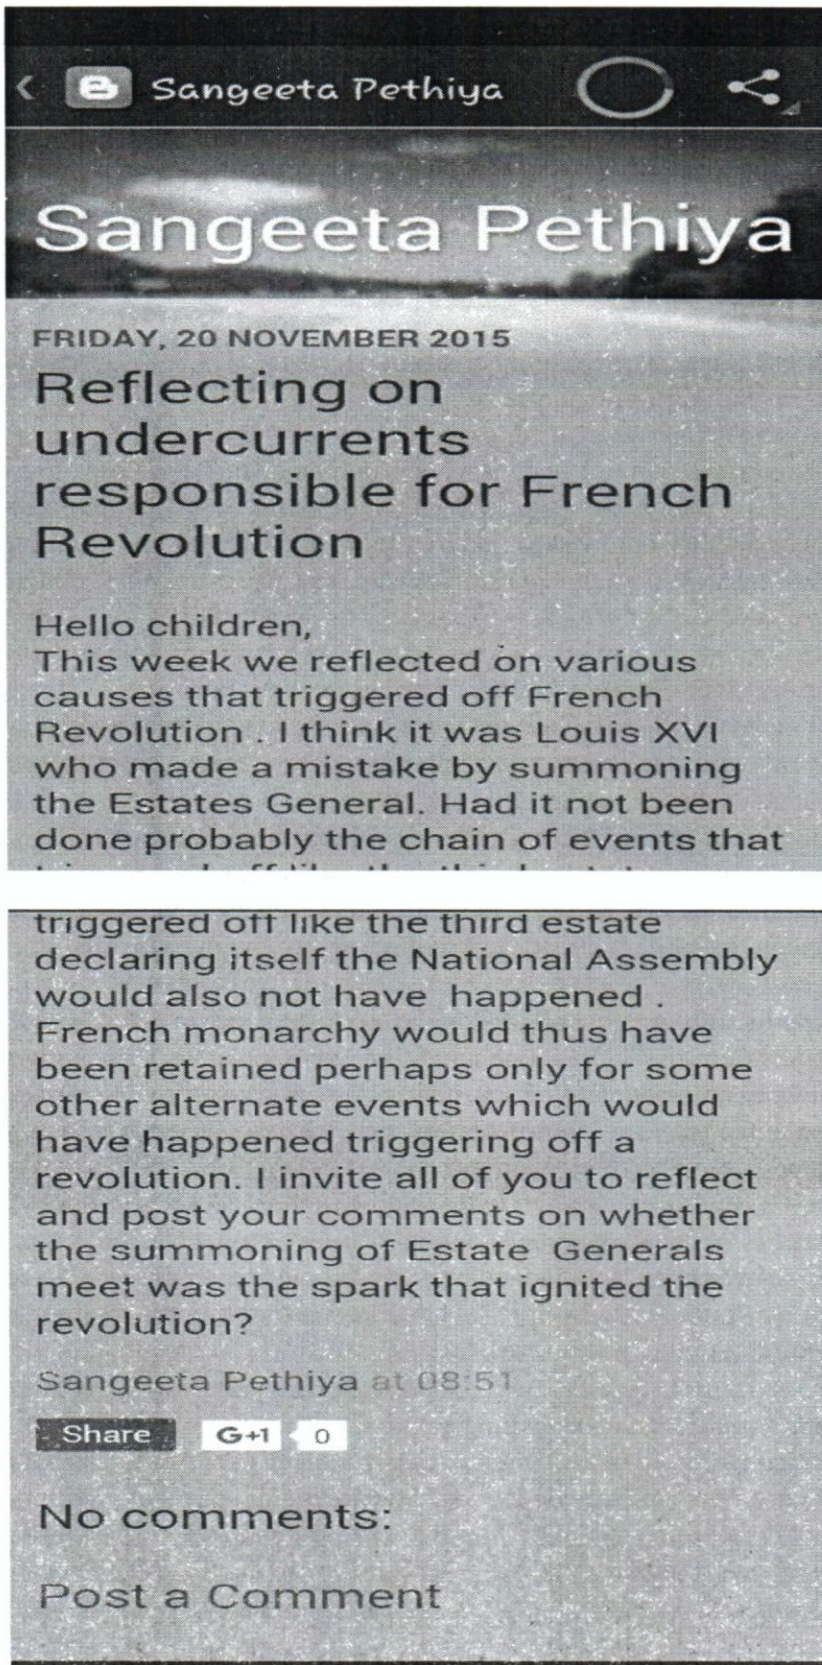 Sangeeta Pethiya
Sangeeta Pethiya
FRIDAY, 20 NOVEMBER 2015
Reflecting on
undercurrents
responsible for French
Revolution
Hello children,
This week we reflected on various
causes that triggered off French
Revolution . I think it was Louis XVI
who made a mistake by summoning
the Estates General. Had it not been
done probably the chain of events that
triggered off like the third estate
declaring itself the National Assembly
would also not have happened .
French monarchy would thus have
been retained perhaps only for some
other alternate events which would
have happened triggering off a
revolution. I invite all of you to reflect
and post your comments on whether
the summoning of Estate Generals
meet was the spark that ignited the
revolution?
Sangeeta Pethiya at 08:51
Share G+1 0
No comments:
Post a Comment